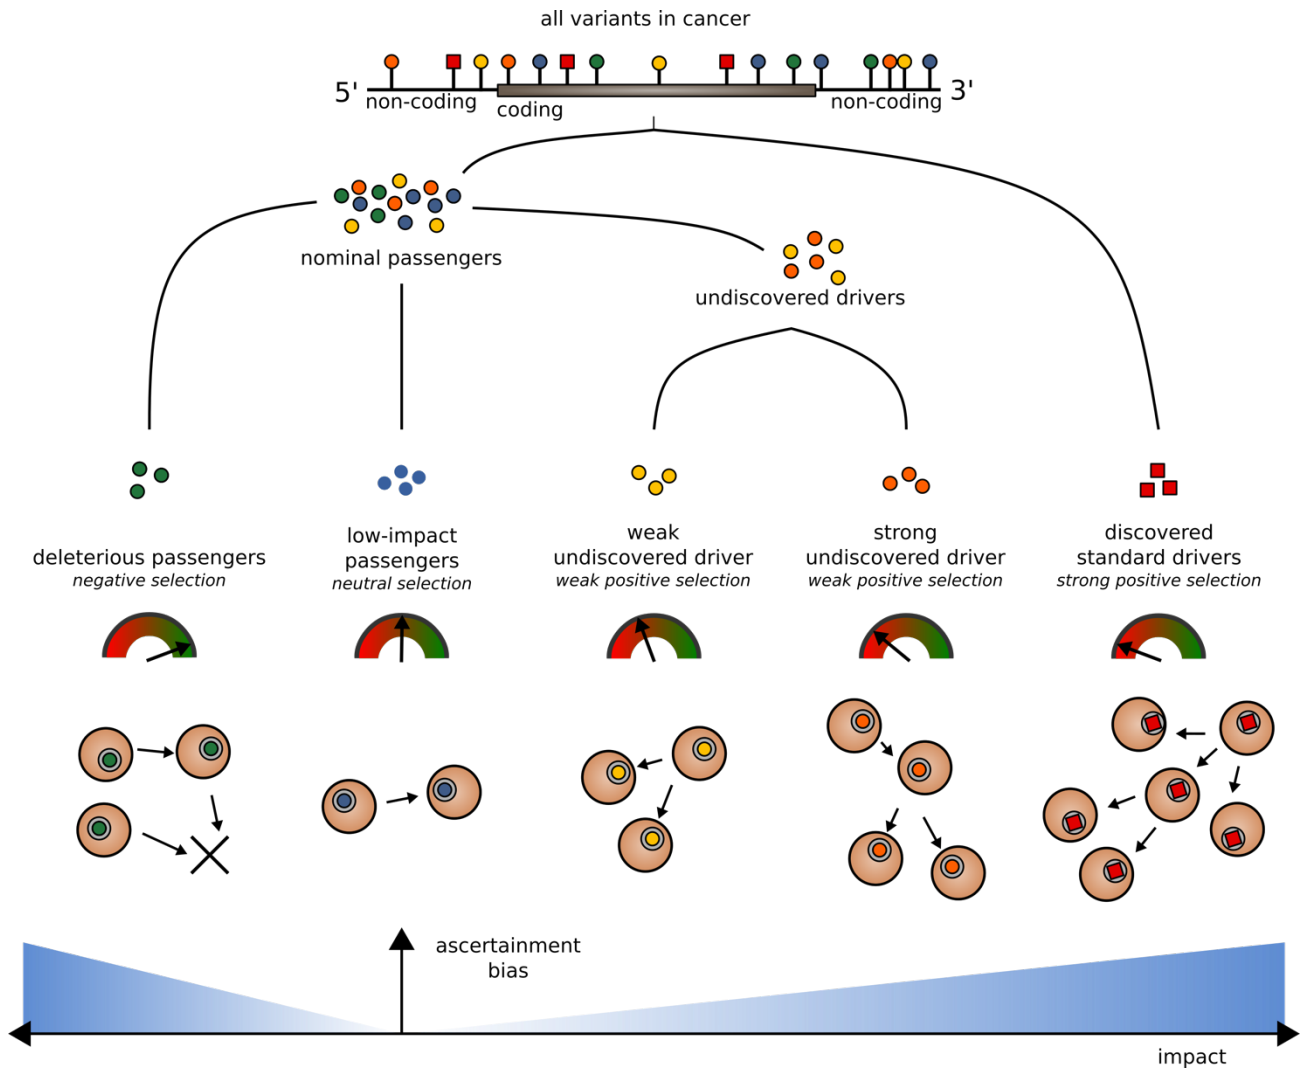 all variants in cancer
5'
3'
non-coding
coding
non-coding
nominal passengers
undiscovered drivers
deleterious passengers
negative selection
low-impact
passengers
neutral selection
weak
undiscovered driver
weak positive selection
strong
undiscovered driver
weak positive selection
discovered
standard drivers
strong positive selection
ascertainment
bias
impact